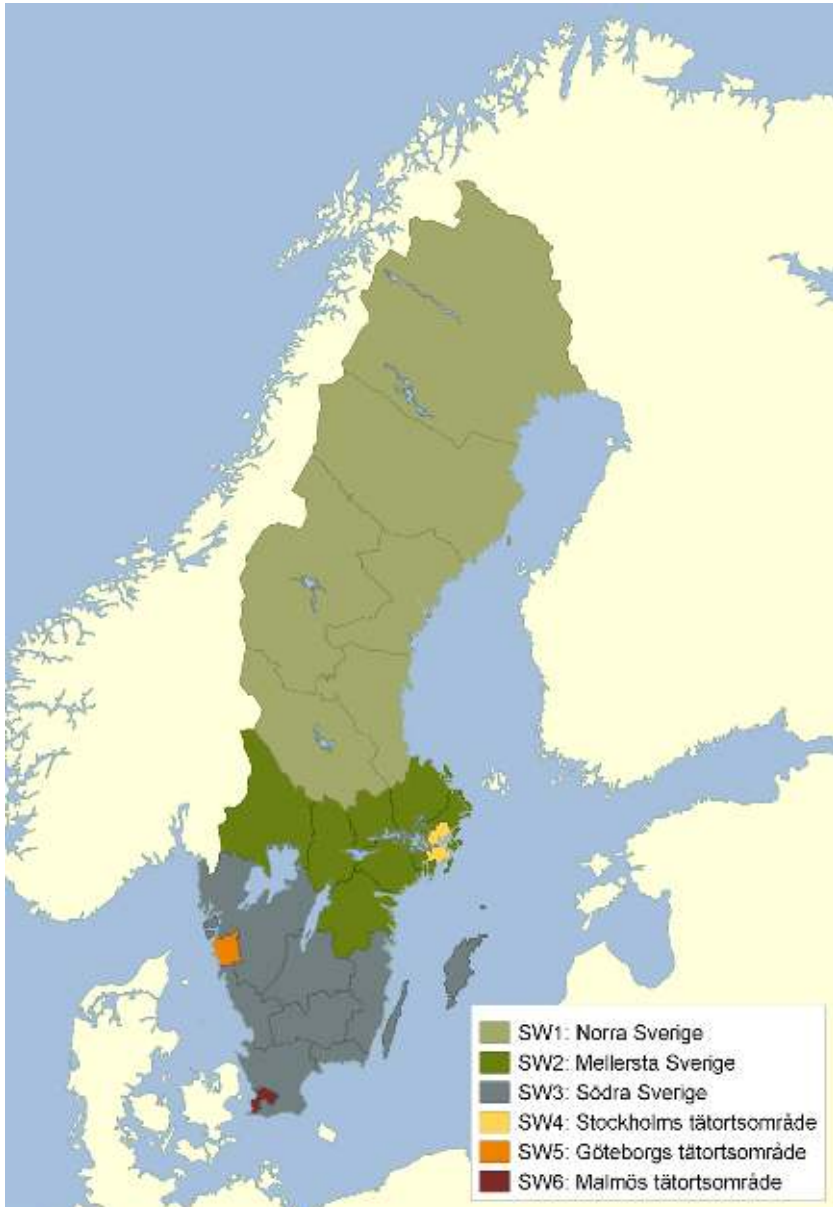 SW1: Norra Sverige
SW2: Mellersta Sverige
SW3: Södra Sverige
SW4: Stockholms tätortsområde
SW5: Göteborgs tätortsområde
SW6: Malmös tätortsområde